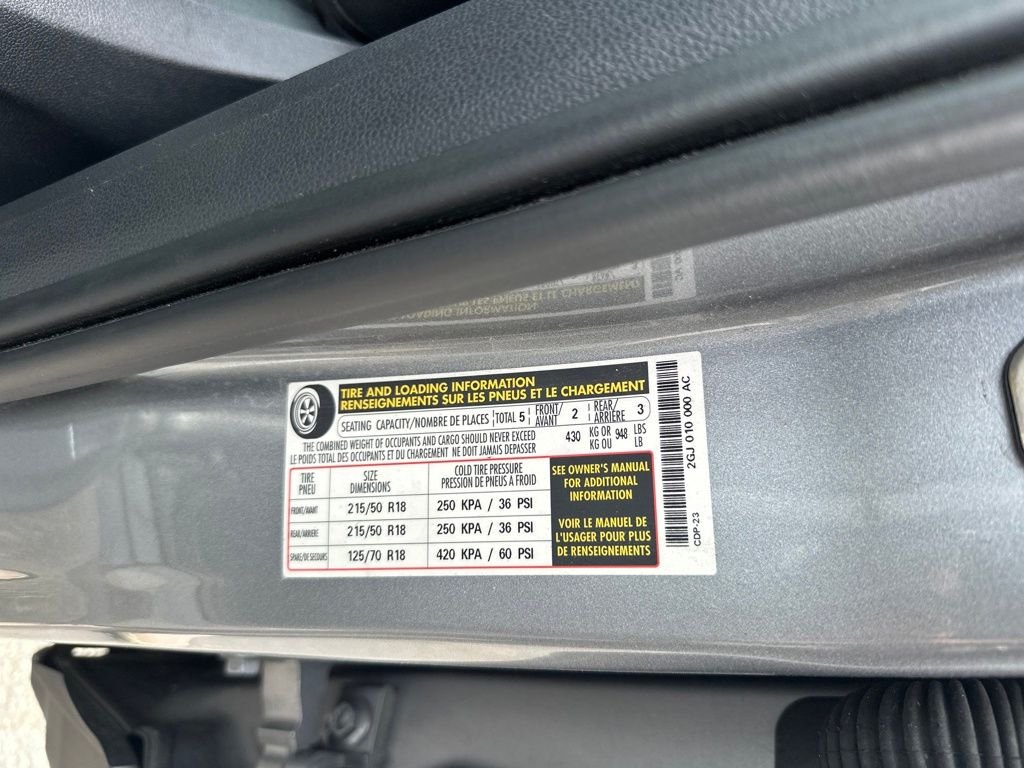 TIRE AND LOADING INFORMATION
RENSEIGNEMENTS SUR LES PNEUS ET LE CHARGEMENT
SEATING CAPACITY/NOMBRE DE PLACES TOTAL 5 FRONT/AVANT 2 REAR/ARRIÈRE 3
THE COMBINED WEIGHT OF OCCUPANTS AND CARGO SHOULD NEVER EXCEED 430 KG OR 948 LBS
LE POIDS TOTAL DES OCCUPANTS ET DU CHARGEMENT NE DOIT JAMAIS DEPASSER KG OU LB
TIRE PNEU
SIZE DIMENSIONS
COLD TIRE PRESSURE
PRESSION DE PNEUS A FROID
FRONT/AVANT 215/50 R18 250 KPA / 36 PSI
REAR/ARRIERE 215/50 R18 250 KPA / 36 PSI
SPARE/DE SECOURS 125/70 R18 420 KPA / 60 PSI
SEE OWNER'S MANUAL
FOR ADDITIONAL
INFORMATION
VOIR LE MANUEL DE
L'USAGER POUR PLUS
DE RENSEIGNEMENTS
CDP-23
2GJ 010 000 AC